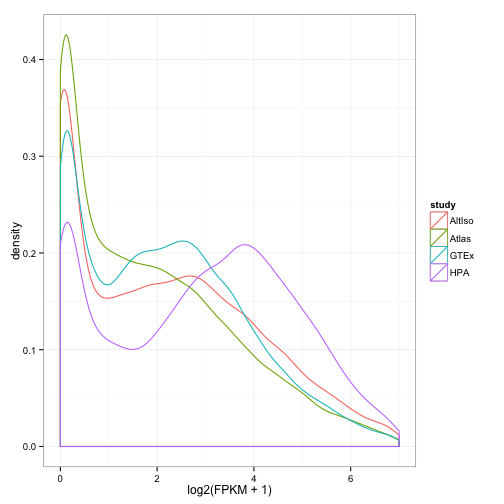 0.4
0.3
0.2
0.1
0.0
density
0
2
4
6
log2(FPKM + 1)
study
AltIso
Atlas
GTEx
HPA